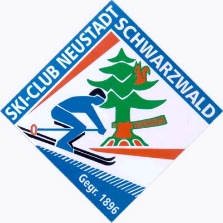 SKI-CLUB NEUSTADT
SCHWARZWALD
Gegr. 1896